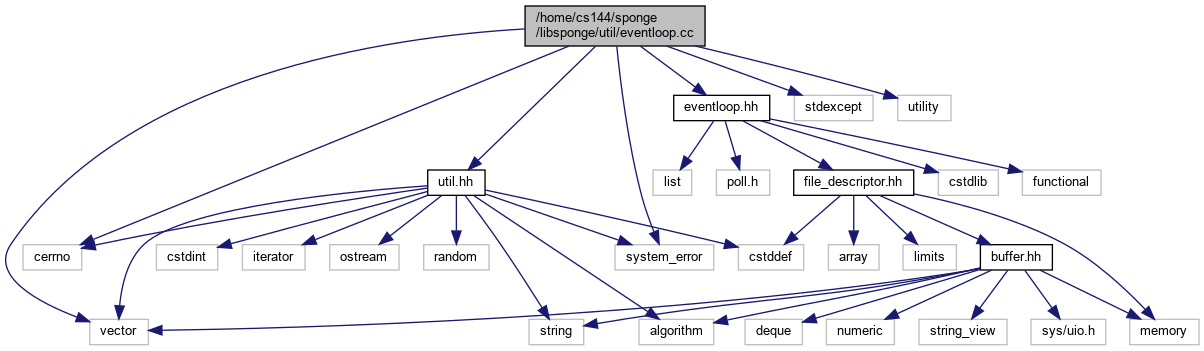 /home/cs144/sponge
/libsponge/util/eventloop.cc
eventloop.hh
stdexcept
utility
util.hh
list
poll.h
file_descriptor.hh
cstdlib
functional
cerrno
cstdint
iterator
ostream
random
system_error
cstddef
array
limits
buffer.hh
vector
string
algorithm
deque
numeric
string_view
sys/uio.h
memory